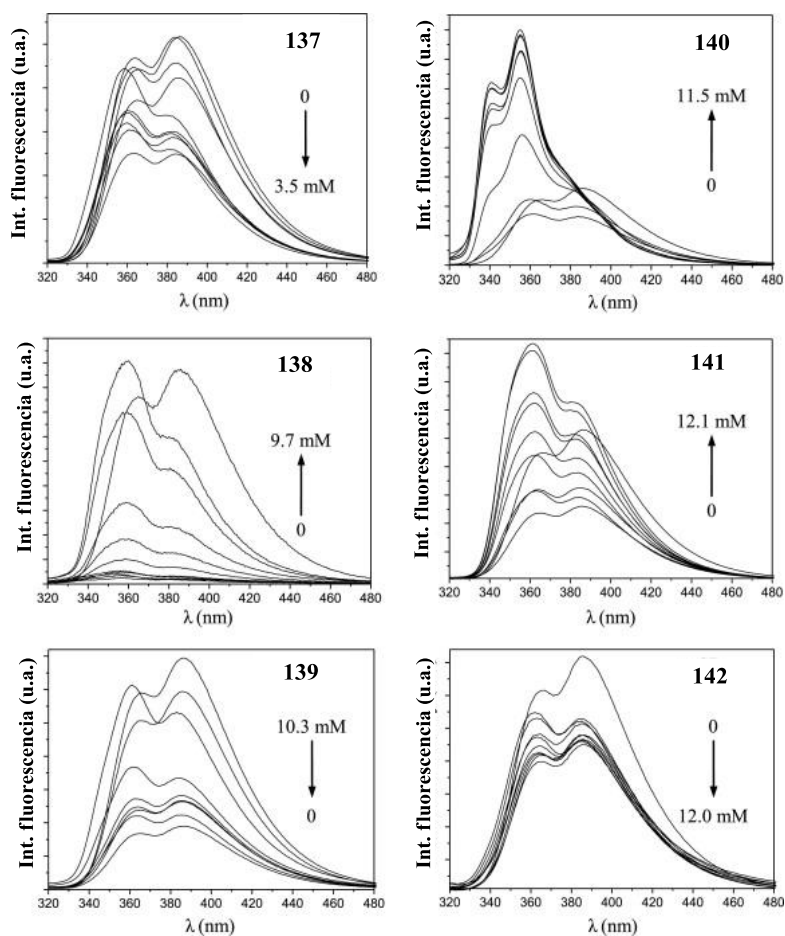 Int. fluorescencia (u.a.)
137
0
3.5 mM
320 340 360 380 400 420 440 460 480
λ (nm)
Int. fluorescencia (u.a.)
140
11.5 mM
0
320 340 360 380 400 420 440 460 480
λ (nm)
Int. fluorescencia (u.a.)
138
9.7 mM
0
320 340 360 380 400 420 440 460 480
λ (nm)
Int. fluorescencia (u.a.)
141
12.1 mM
0
320 340 360 380 400 420 440 460 480
λ (nm)
Int. fluorescencia (u.a.)
139
10.3 mM
0
320 340 360 380 400 420 440 460 480
λ (nm)
Int. fluorescencia (u.a.)
142
0
12.0 mM
320 340 360 380 400 420 440 460 480
λ (nm)